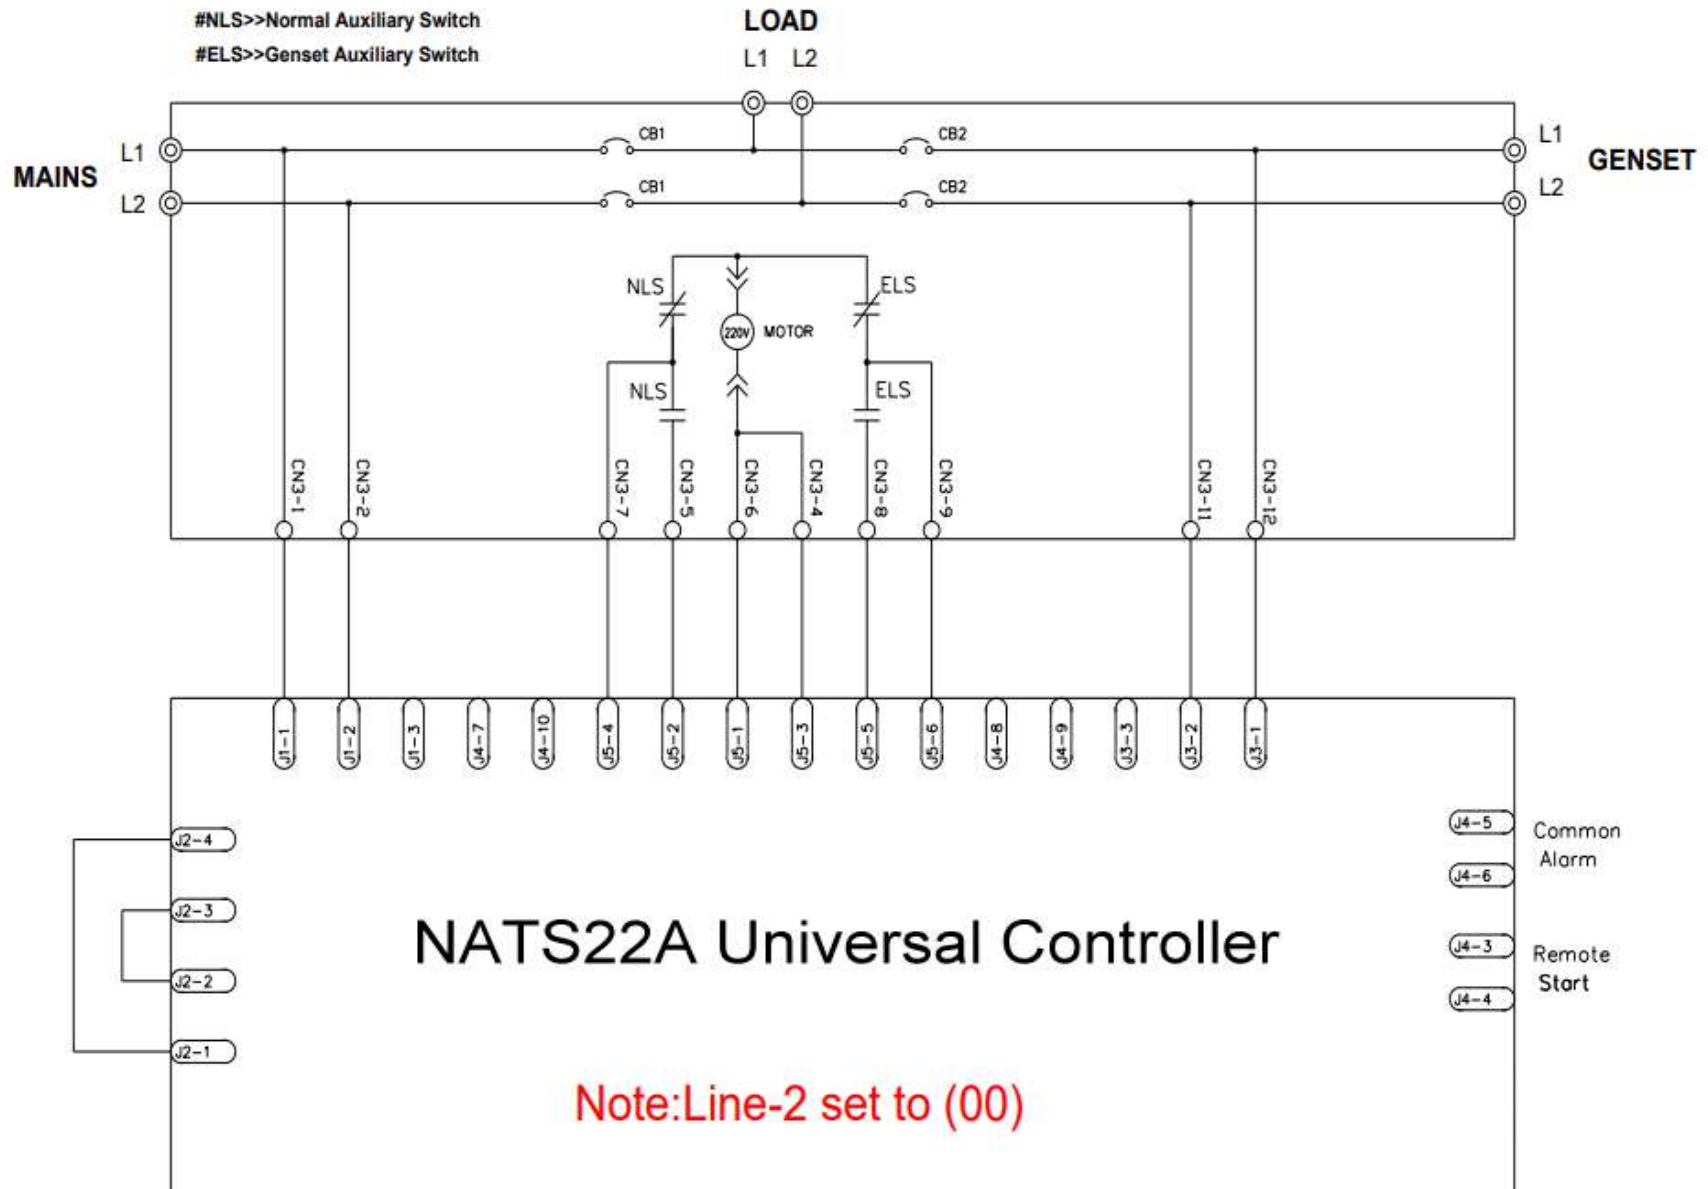 #NLS>>Normal Auxiliary Switch
#ELS>>Genset Auxiliary Switch
LOAD
L1 L2
MAINS
L1
L2
CB1
CB2
CB1
CB2
L1
L2
GENSET
NLS
220V MOTOR
ELS
NLS
ELS
CN3-1
CN3-2
CN3-7
CN3-5
CN3-6
CN3-4
CN3-8
CN3-9
CN3-11
CN3-12
J1-1
J1-2
J1-3
J4-7
J4-10
J5-4
J5-2
J5-1
J5-3
J5-5
J5-6
J4-8
J4-9
J3-3
J3-2
J3-1
J2-4
J2-3
J2-2
J2-1
NATS22A Universal Controller
J4-5
J4-6
Common
Alarm
J4-3
J4-4
Remote
Start
Note:Line-2 set to (00)